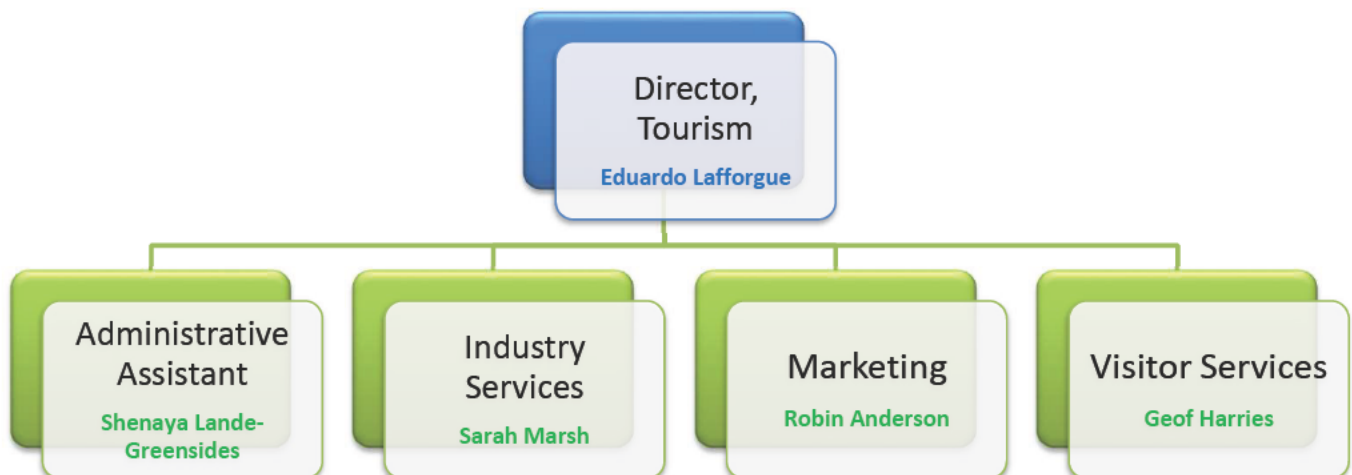 Director,
Tourism
Eduardo Lafforgue
Administrative
Assistant
Shenaya Lande-
Greensides
Industry
Services
Sarah Marsh
Marketing
Robin Anderson
Visitor Services
Geof Harries